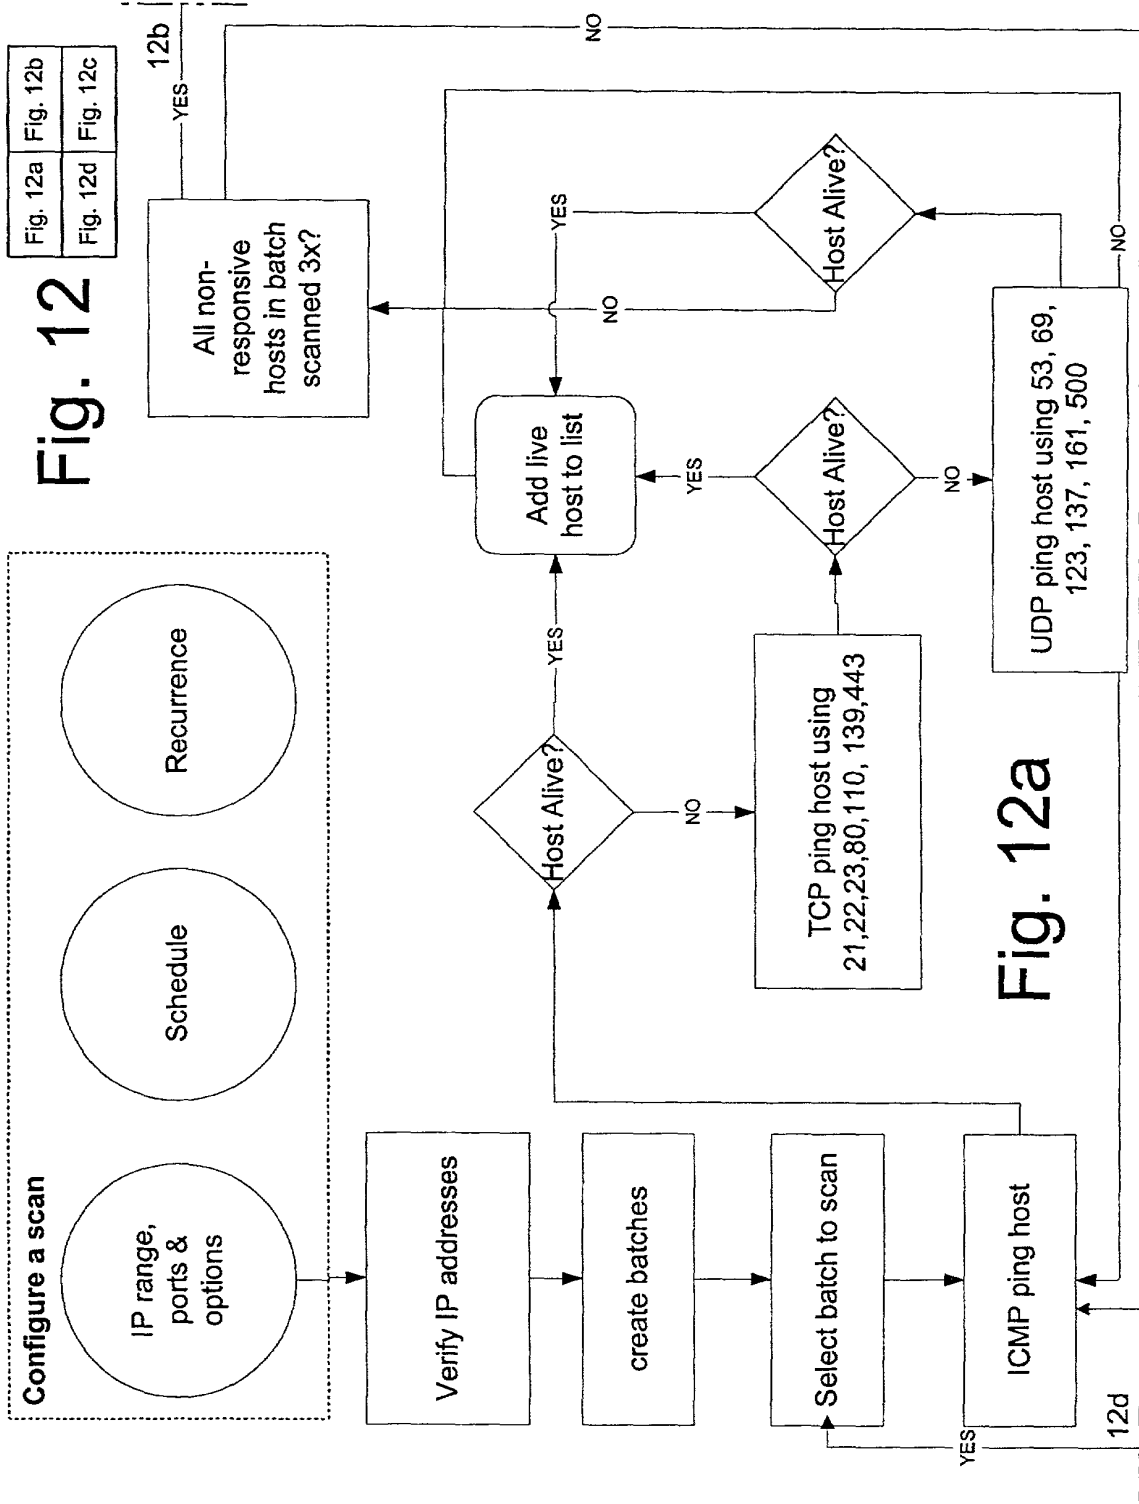 Fig. 12
Fig. 12a
Fig. 12b
Fig. 12d
Fig. 12c
Configure a scan
IP range,
ports &
options
Schedule
Recurrence
Verify IP addresses
create batches
Select batch to scan
ICMP ping host
YES
12d
Host Alive?
YES
NO
TCP ping host using
21,22,23,80,110, 139,443
Host Alive?
YES
NO
Add live
host to list
UDP ping host using 53, 69,
123, 137, 161, 500
NO
Host Alive?
YES
NO
All non-
responsive
hosts in batch
scanned 3x?
YES
12b
NO
Fig. 12a